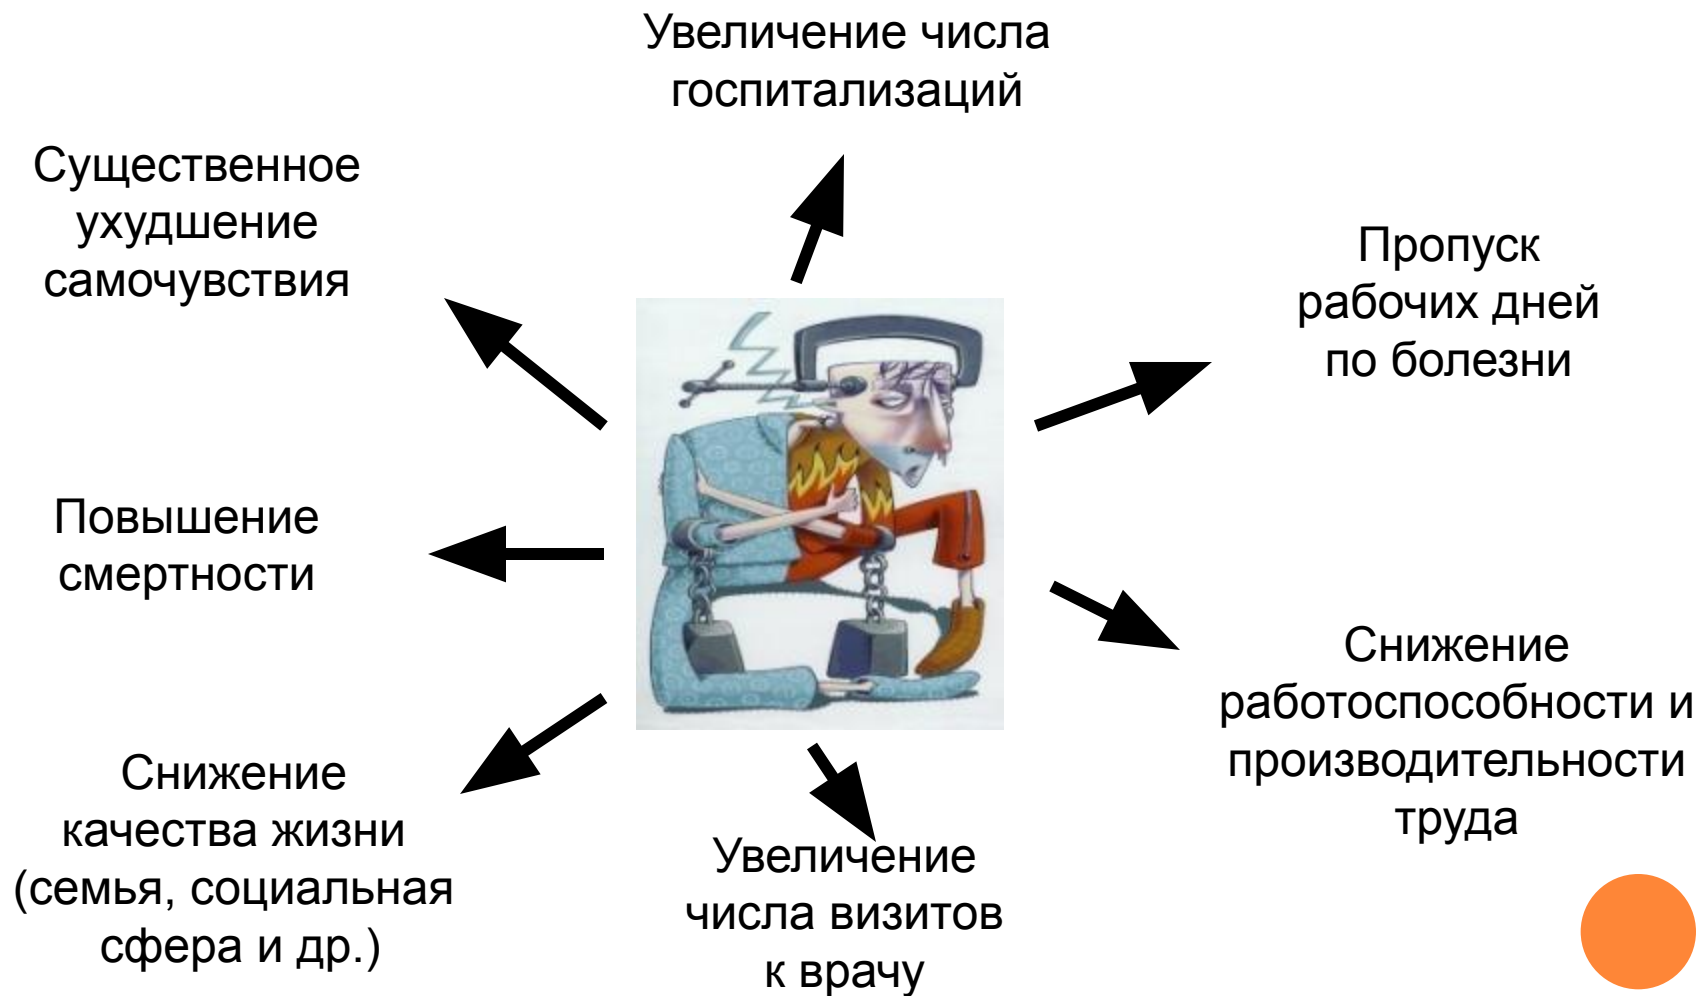 Увеличение числа
госпитализаций
Существенное
ухудшение
самочувствия
Пропуск
рабочих дней
по болезни
Повышение
смертности
Снижение
работоспособности и
производительности
труда
Снижение
качества жизни
(семья, социальная
сфера и др.)
Увеличение
числа визитов
к врачу